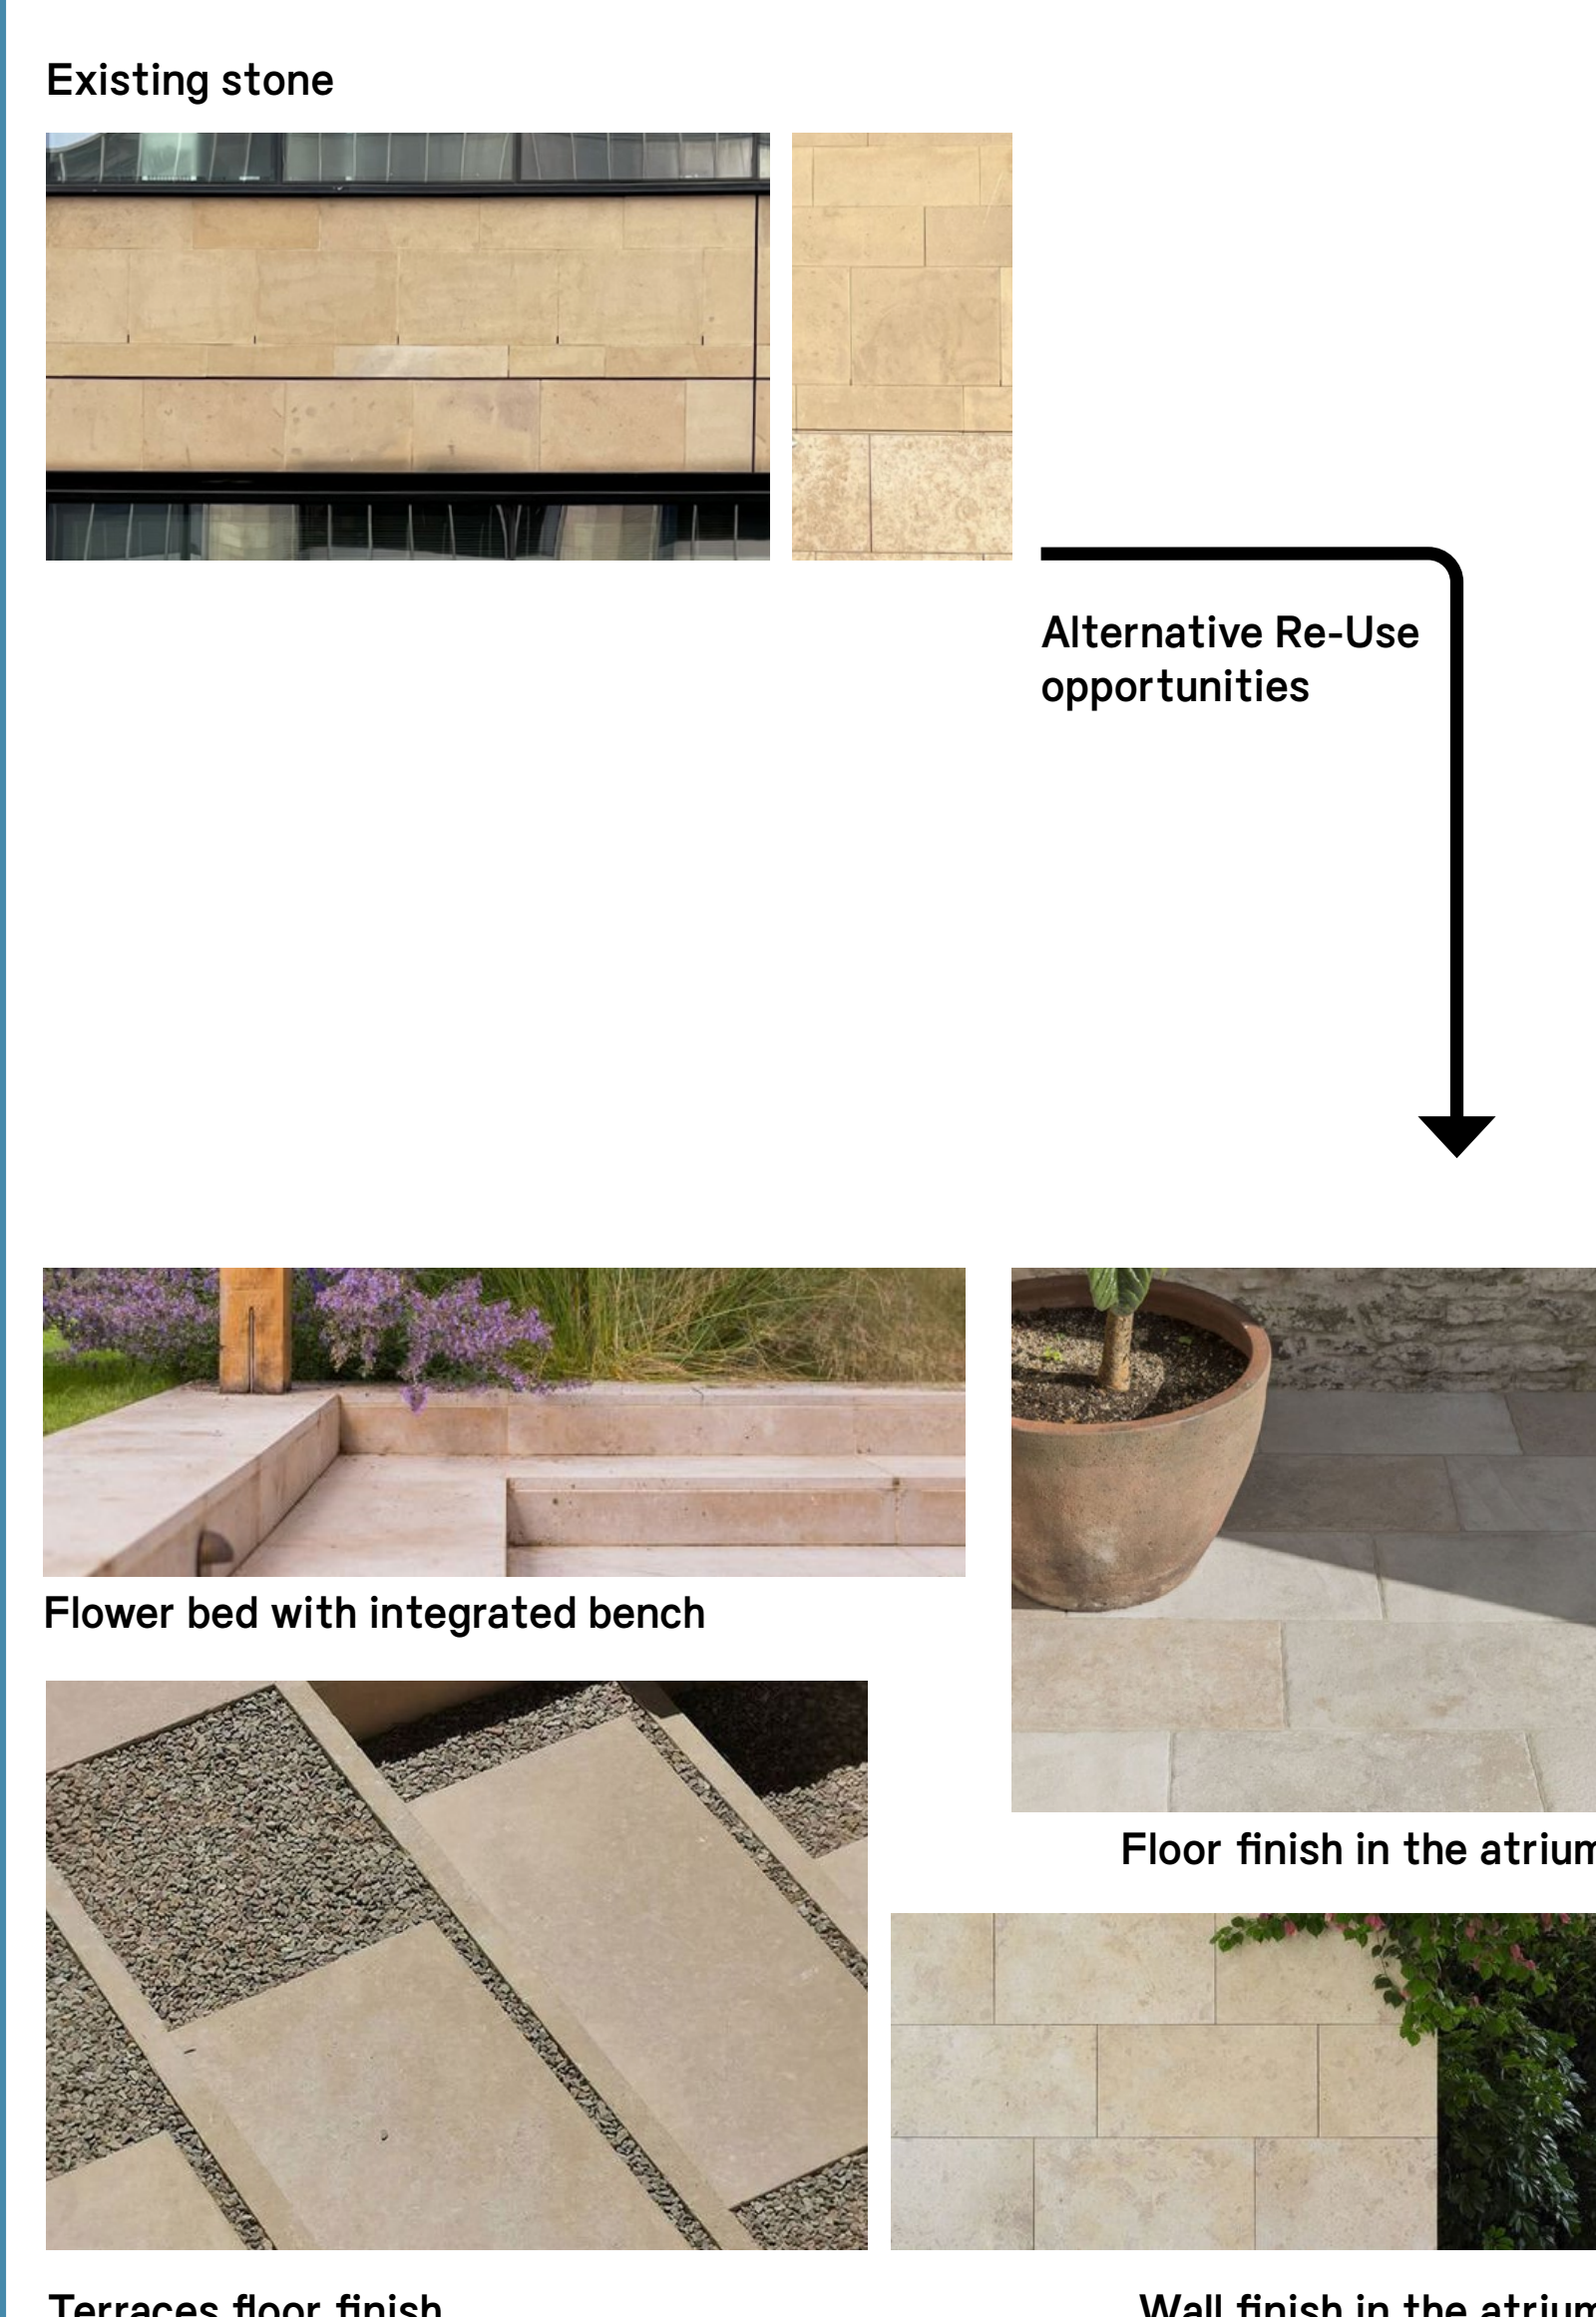 Existing stone
Alternative Re-Use
opportunities
Flower bed with integrated bench
Floor finish in the atrium
Terraces floor finish
Wall finish in the atrium